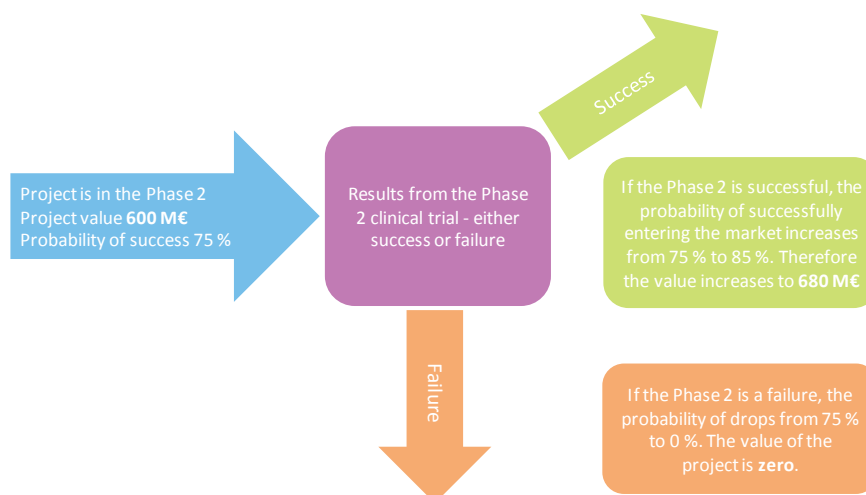 Success
Project is in the Phase 2
Project value 600 M€
Probability of success 75 %
Results from the Phase
2 clinical trial - either
success or failure
If the Phase 2 is successful, the
probability of successfully
entering the market increases
from 75 % to 85 %. Therefore
the value increases to 680 M€
Failure
If the Phase 2 is a failure, the
probability of drops from 75 %
to 0 %. The value of the
project is zero.